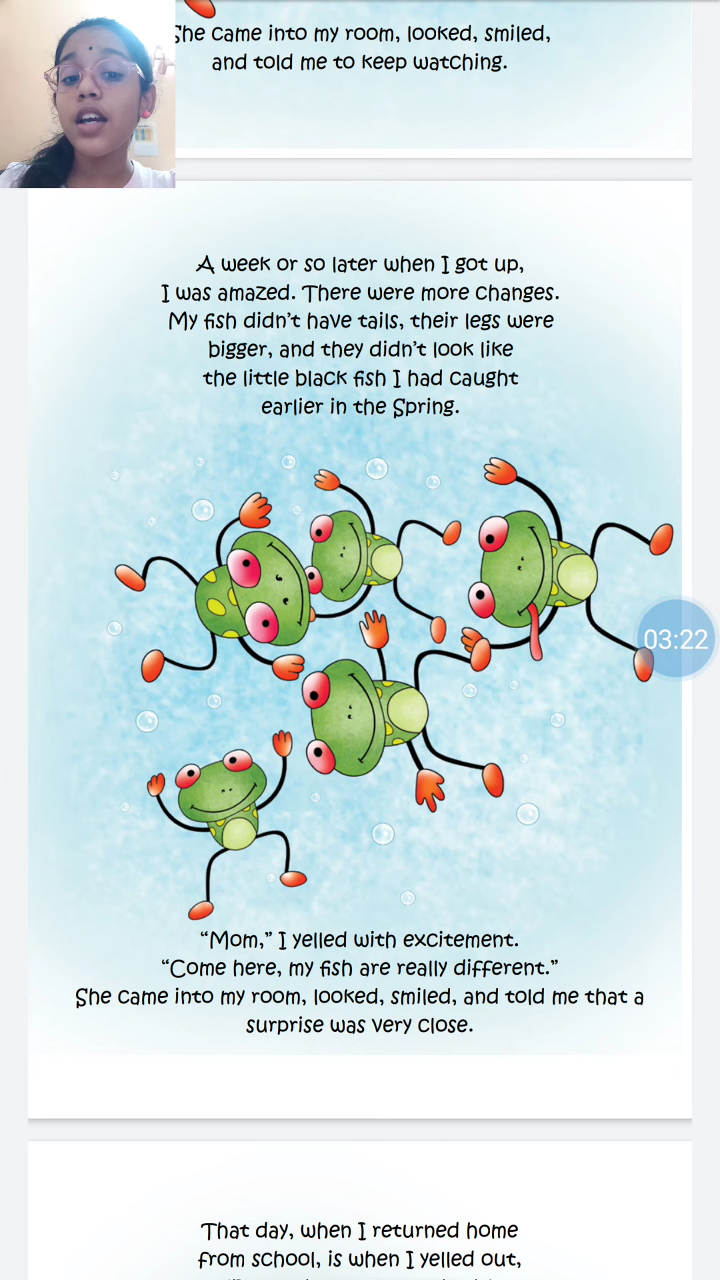 She came into my room, looked, smiled,
and told me to keep watching.
A week or so later when I got up,
I was amazed. There were more changes.
My fish didn't have tails, their legs were
bigger, and they didn't look like
the little black fish I had caught
earlier in the Spring.
03:22
“Mom,” I yelled with excitement.
“Come here, my fish are really different.”
She came into my room, looked, smiled, and told me that a
surprise was very close.
That day, when I returned home
from school, is when I yelled out,